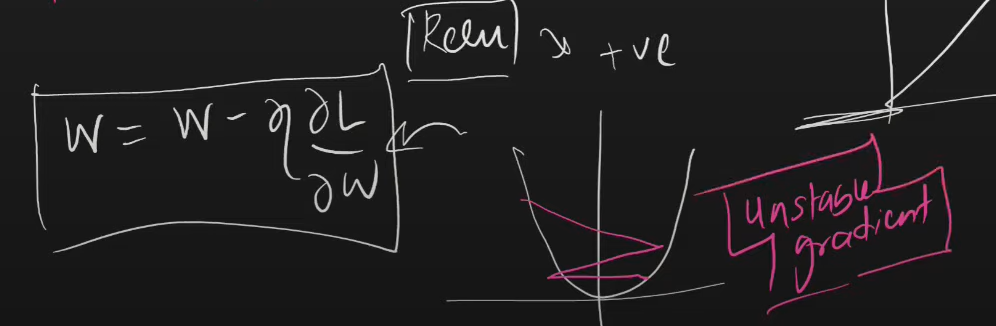 Relu x +ve
W = W - η ∂L/∂W
Unstable
gradient